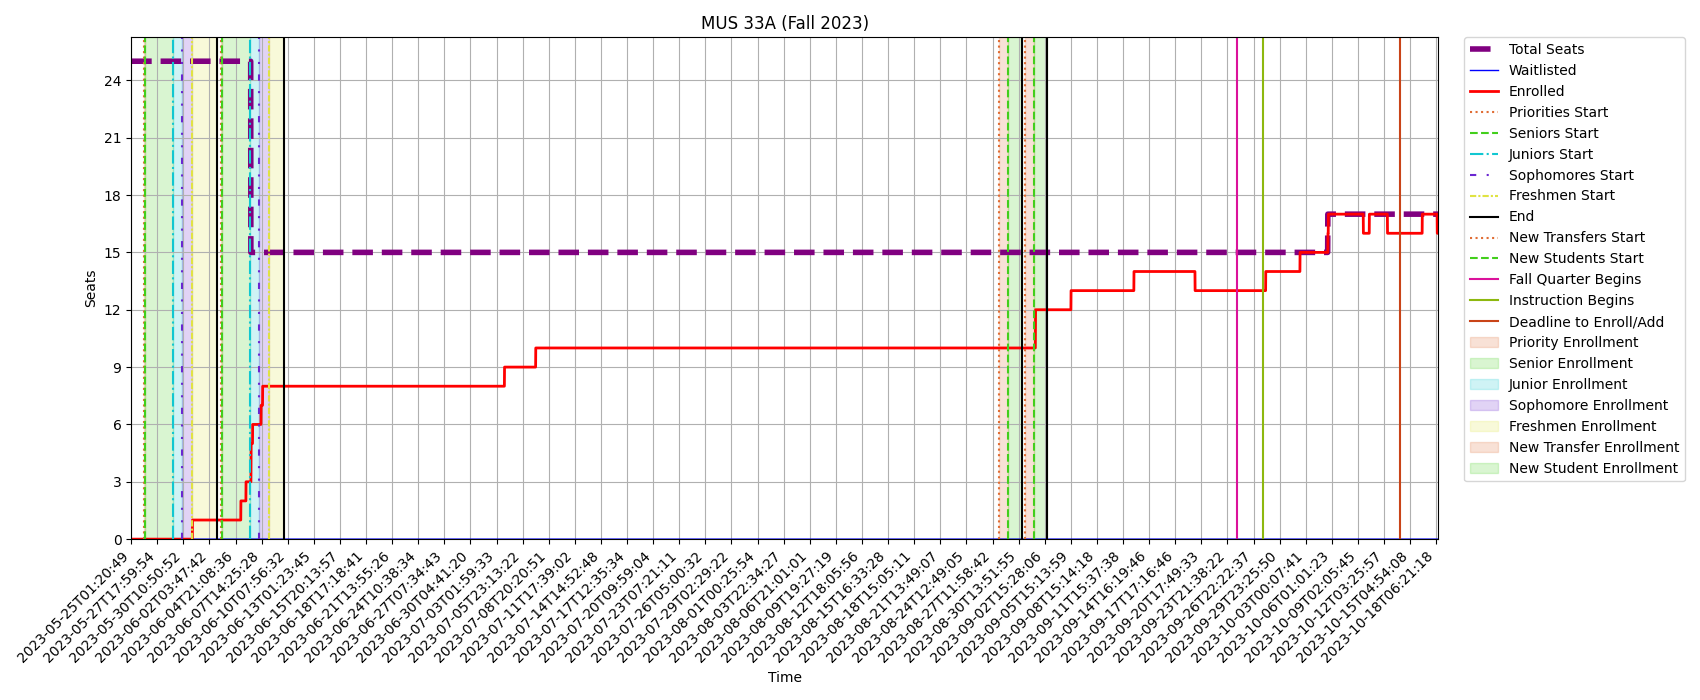 MUS 33A (Fall 2023)
Seats
24
21
18
15
12
9
6
3
0
2023-05-25T01:20:49
2023-05-27T17:59:54
2023-05-30T10:50:52
2023-06-02T03:47:42
2023-06-04T21:08:36
2023-06-07T14:25:28
2023-06-10T07:56:32
2023-06-13T01:23:45
2023-06-15T20:13:57
2023-06-18T17:18:41
2023-06-21T13:55:26
2023-06-24T10:38:34
2023-06-27T07:34:43
2023-06-30T04:41:20
2023-07-03T01:59:33
2023-07-05T23:13:22
2023-07-08T20:20:51
2023-07-11T17:39:02
2023-07-14T14:52:48
2023-07-17T12:35:34
2023-07-20T09:59:04
2023-07-23T07:21:11
2023-07-26T05:00:32
2023-07-29T02:29:22
2023-08-01T00:25:54
2023-08-03T22:34:27
2023-08-06T21:01:01
2023-08-09T19:27:19
2023-08-12T18:05:56
2023-08-15T16:33:28
2023-08-18T15:05:11
2023-08-21T13:49:07
2023-08-24T12:49:05
2023-08-27T11:58:42
2023-08-30T13:51:55
2023-09-02T15:28:06
2023-09-05T15:13:59
2023-09-08T15:14:18
2023-09-11T15:37:38
2023-09-14T16:19:46
2023-09-17T17:16:46
2023-09-20T17:49:33
2023-09-23T21:38:22
2023-09-26T22:22:37
2023-09-29T23:25:50
2023-10-03T00:07:41
2023-10-06T01:01:23
2023-10-09T02:05:45
2023-10-12T03:25:57
2023-10-15T04:54:08
2023-10-18T06:21:18
Time
Total Seats
Waitlisted
Enrolled
Priorities Start
Seniors Start
Juniors Start
Sophomores Start
Freshmen Start
End
New Transfers Start
New Students Start
Fall Quarter Begins
Instruction Begins
Deadline to Enroll/Add
Priority Enrollment
Senior Enrollment
Junior Enrollment
Sophomore Enrollment
Freshmen Enrollment
New Transfer Enrollment
New Student Enrollment